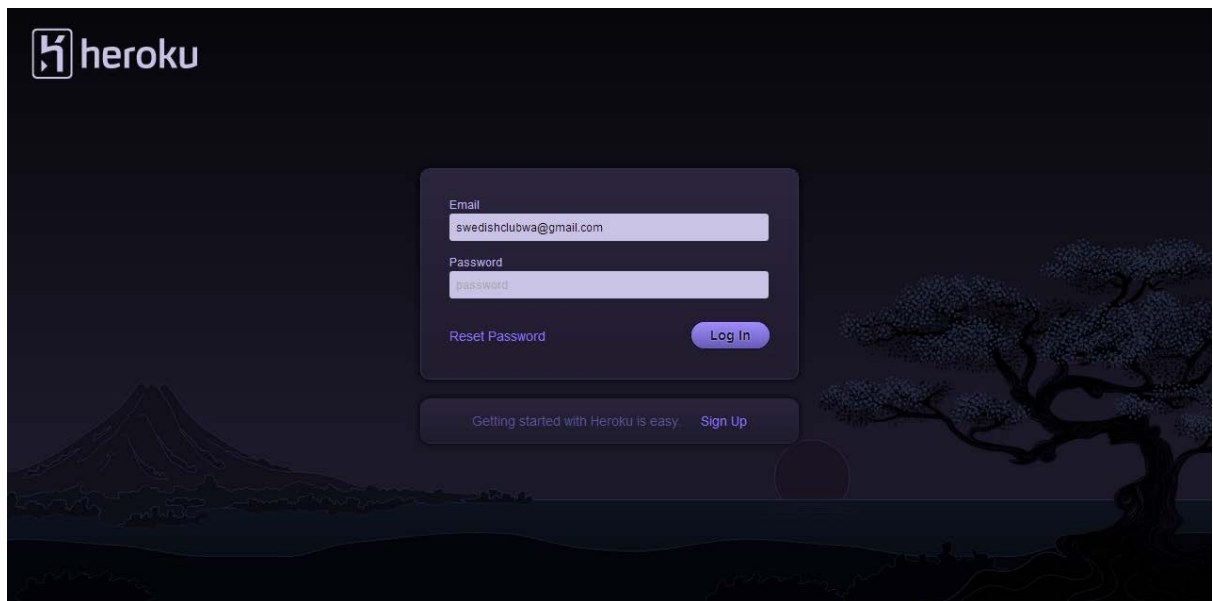 heroku
Email
swedishclubwa@gmail.com
Password
password
Reset Password
Log In
Getting started with Heroku is easy.
Sign Up